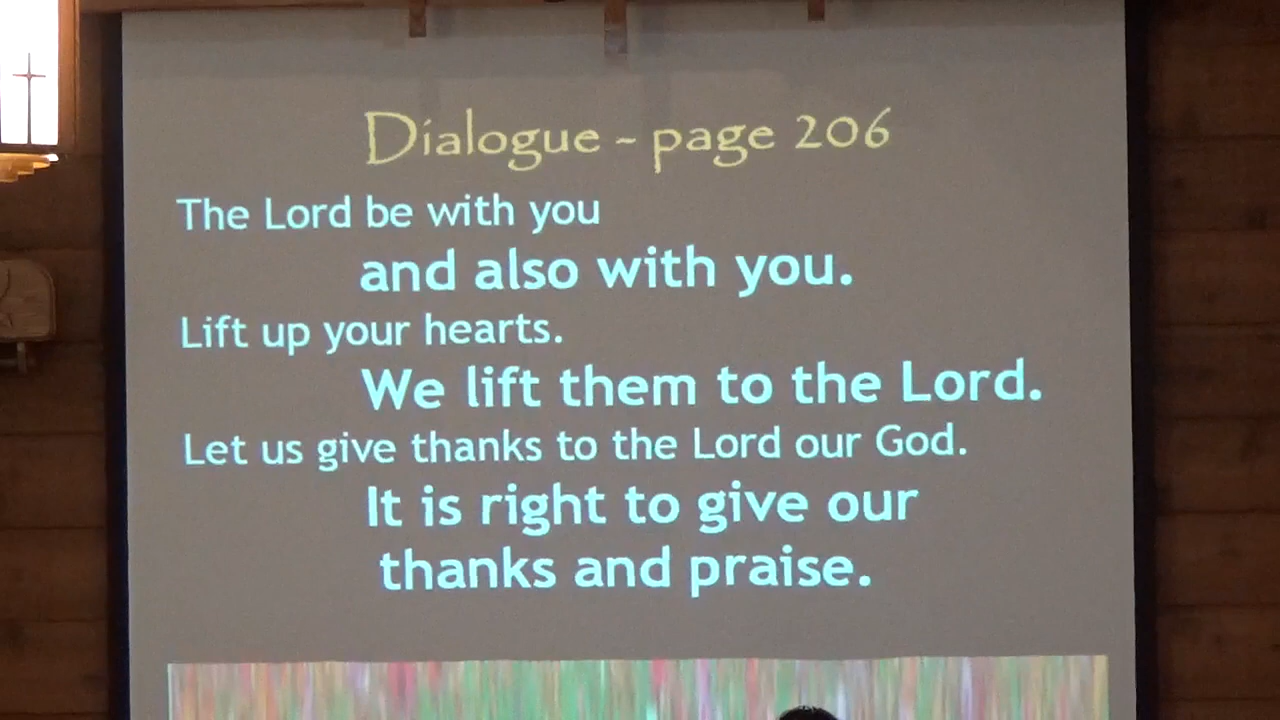 Dialogue - page 206
The Lord be with you
and also with you.
Lift up your hearts.
We lift them to the Lord.
Let us give thanks to the Lord our God.
It is right to give our
thanks and praise.